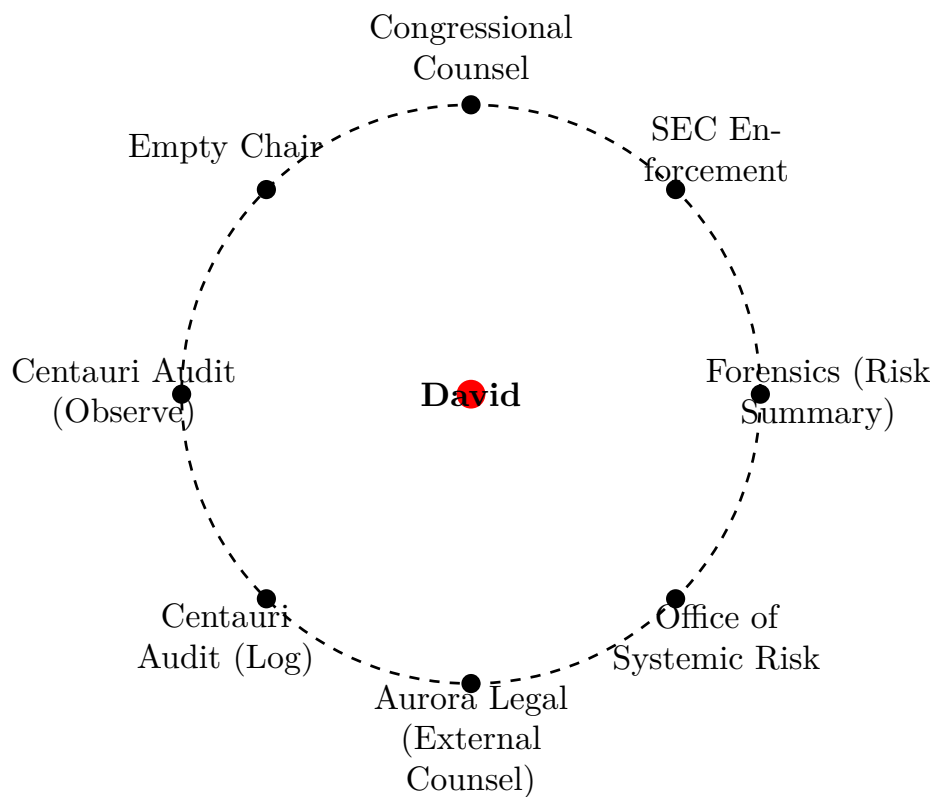 Congressional
Counsel
SEC En-
forcement
Empty Chair
Centauri Audit
(Observe)
David
Forensics (Risk
Summary)
Centauri
Audit (Log)
Office of
Systemic Risk
Aurora Legal
(External
Counsel)